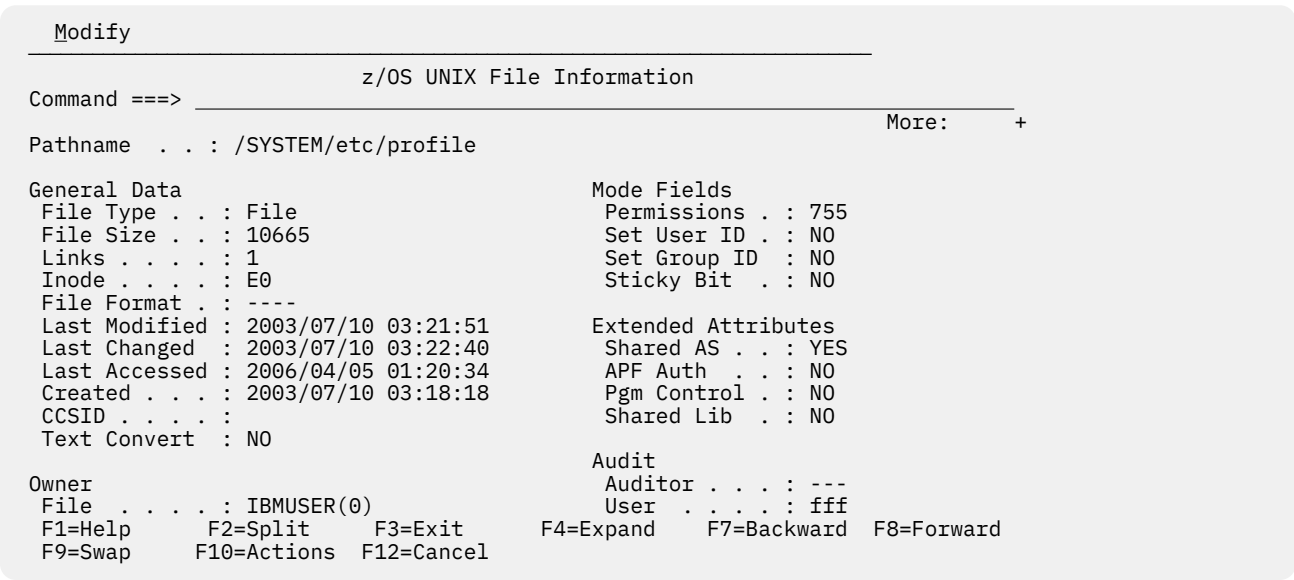 Modify
z/OS UNIX File Information
Command ===>
More:     +
Pathname  . . : /SYSTEM/etc/profile
General Data                                Mode Fields
File Type . . : File                        Permissions . : 755
File Size . . : 10665                       Set User ID . : NO
Links . . . . : 1                           Set Group ID  : NO
Inode . . . . : E0                          Sticky Bit  . : NO
File Format . : ----
Last Modified : 2003/07/10 03:21:51        Extended Attributes
Last Changed  : 2003/07/10 03:22:40         Shared AS . . : YES
Last Accessed : 2006/04/05 01:20:34         APF Auth  . . : NO
Created . . . : 2003/07/10 03:18:18         Pgm Control . : NO
CCSID . . . . :                             Shared Lib  . : NO
Text Convert  : NO
Audit
Owner                                        Auditor . . . : ---
File  . . . . : IBMUSER(0)                  User  . . . . : fff
F1=Help      F2=Split     F3=Exit      F4=Expand    F7=Backward  F8=Forward
F9=Swap     F10=Actions  F12=Cancel